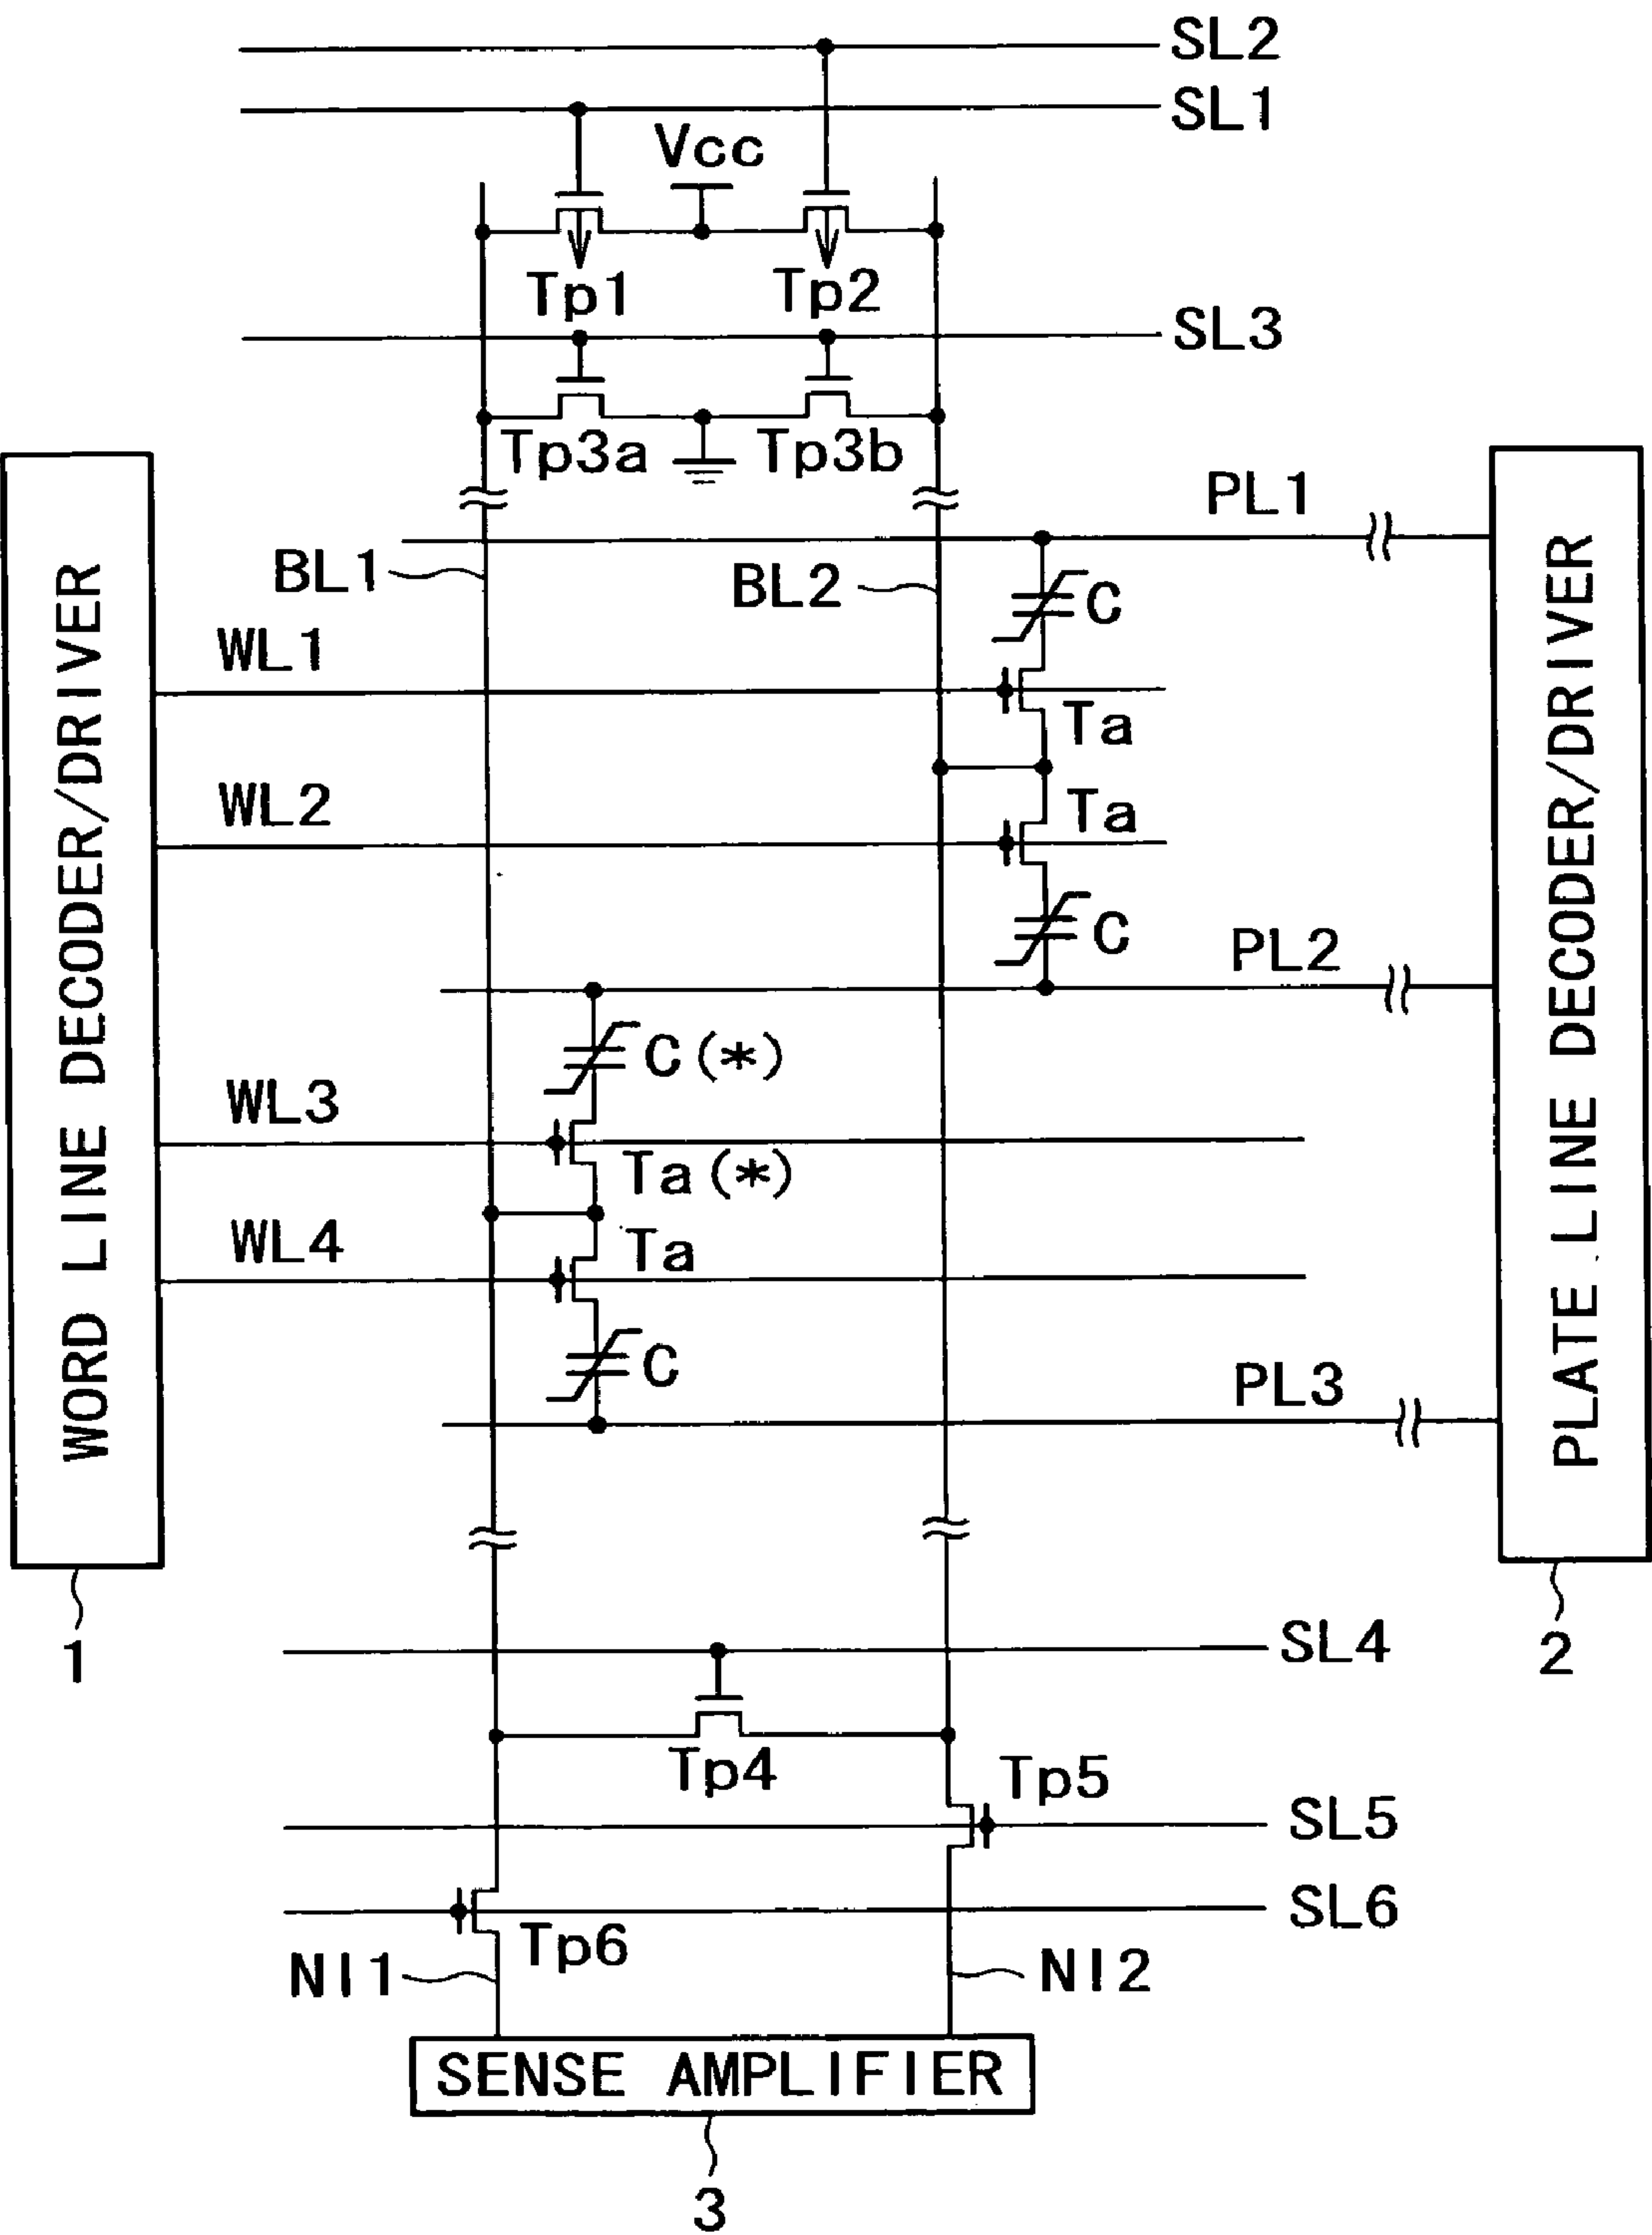 SL2
SL1
Vcc
Tp1
Tp2
SL3
Tp3a
Tp3b
PL1
BL1
BL2
C
WL1
Ta
WL2
Ta
C
PL2
C(*)
WL3
Ta(*)
WL4
Ta
C
PL3
WORD LINE DECODER/DRIVER
PLATE LINE DECODER/DRIVER
1
2
SL4
Tp4
Tp5
SL5
SL6
Tp6
NI1
NI2
SENSE AMPLIFIER
3